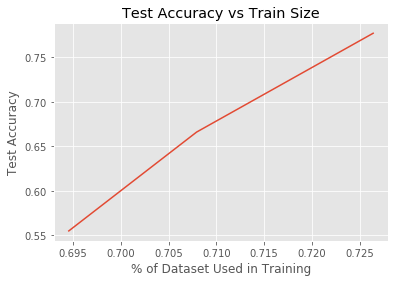 Test Accuracy vs Train Size
0.75
0.70
0.65
0.60
0.55
Test Accuracy
0.695 0.700 0.705 0.710 0.715 0.720 0.725
% of Dataset Used in Training